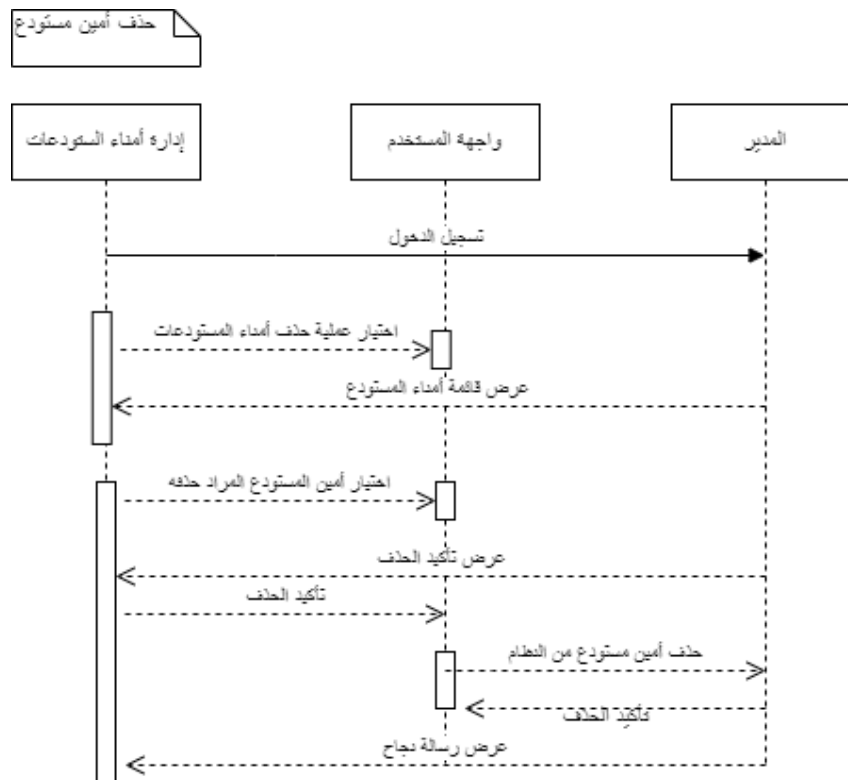 حذف أمين مستودع
إدارة أمناء الستودعات
واجهة المستخدم
المدير
تسجيل الدخول
اختيار عملية حذف أمناء المستودعات
عرض قائمة أمناء المستودع
اختيار أمين المستودع المراد حذفه
عرض تأكيد الحذف
تأكيد الحذف
حذف أمين مستودع من النظام
تأكيد الحذف
عرض رسالة نجاح